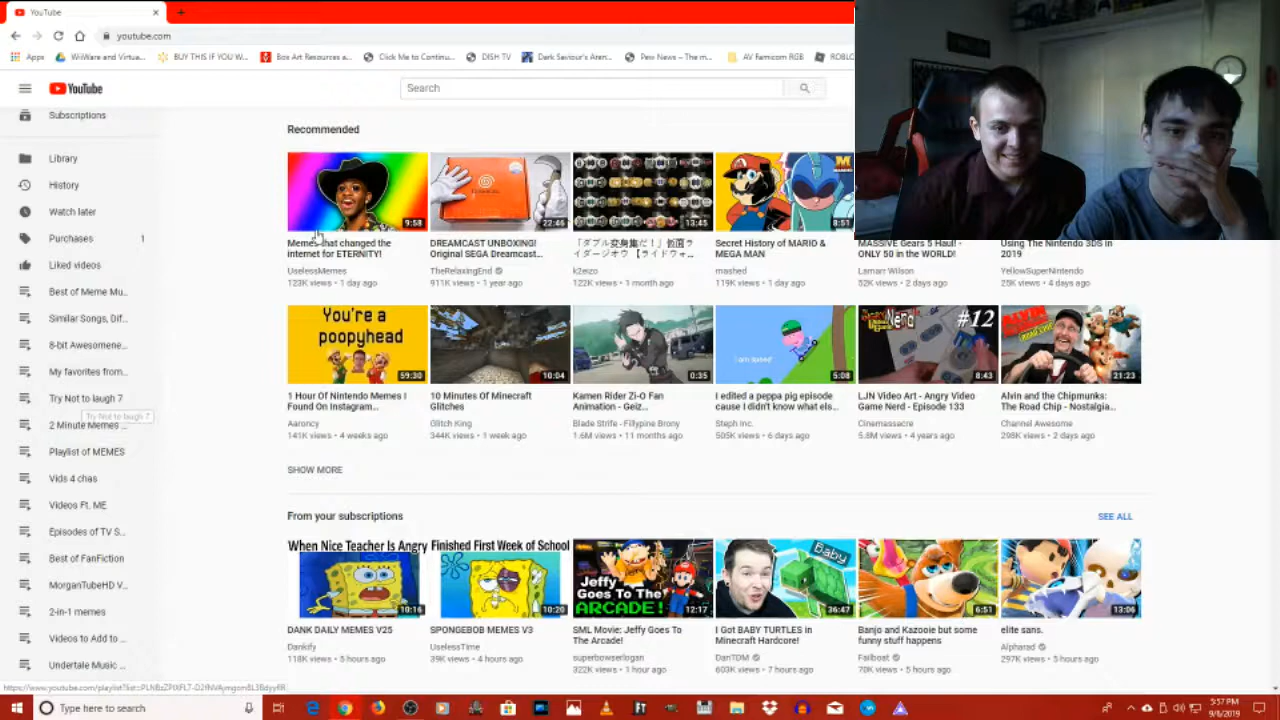 YouTube
youtube.com
Apps
WiiWare and Virtua...
BUY THIS IF YOU W...
Box Art Resources a...
Click Me to Continu...
DISH TV
Dark Saviour's Aren...
Pew News – The m...
AV Famicom RGB
ROBLO
YouTube
Search
Subscriptions
Library
History
Watch later
Purchases 1
Liked videos
Best of Meme Mu...
Similar Songs, Dif...
8-bit Awesomene...
My favorites from...
Try Not to laugh 7
Try Not to laugh 7
2 Minute Memes ...
Playlist of MEMES
Vids 4 chas
Videos Ft. ME
Episodes of TV S...
Best of FanFiction
MorganTubeHD V...
2-in-1 memes
Videos to Add to ...
Undertale Music ...
Recommended
9:58
Memes that changed the
internet for ETERNITY!
UselessMemes
123K views • 1 day ago
22:46
DREAMCAST UNBOXING!
Original SEGA Dreamcast...
TheRelaxingEnd
911K views • 1 year ago
13:45
k2eizo
122K views • 1 month ago
M
8:51
Secret History of MARIO &
MEGA MAN
mashed
119K views • 1 day ago
MASSIVE Gears 5 Haul! -
ONLY 50 in the WORLD!
Lamarr Wilson
52K views • 2 days ago
Using The Nintendo 3DS in
2019
YellowSuperNintendo
25K views • 4 days ago
You're a
poopyhead
59:30
1 Hour Of Nintendo Memes I
Found On Instagram...
Aaroncy
141K views • 4 weeks ago
10:04
10 Minutes Of Minecraft
Glitches
Glitch King
344K views • 1 week ago
0:35
Kamen Rider Zi-O Fan
Animation - Geiz...
Blade Strife - Fillypine Brony
1.6M views • 11 months ago
I am speed
5:08
I edited a peppa pig episode
cause I didn't know what els...
Steph Inc.
505K views • 6 days ago
Nerd
#12
8:43
LJN Video Art - Angry Video
Game Nerd - Episode 133
Cinemassacre
5.8M views • 4 years ago
21:23
Alvin and the Chipmunks:
The Road Chip - Nostalgia...
Channel Awesome
298K views • 2 days ago
SHOW MORE
From your subscriptions
SEE ALL
When Nice Teacher Is Angry
10:16
DANK DAILY MEMES V25
Dankify
118K views • 5 hours ago
Finished First Week of School
10:20
SPONGEBOB MEMES V3
UselessTime
39K views • 4 hours ago
Jeffy
GOES TO THE
ARCADE!
12:17
SML Movie: Jeffy Goes To
The Arcade!
superbowserlogan
322K views • 1 hour ago
Baby
36:47
I Got BABY TURTLES in
Minecraft Hardcore!
DanTDM
603K views • 7 hours ago
6:51
Banjo and Kazooie but some
funny stuff happens
Failboat
70K views • 5 hours ago
13:06
elite sans.
Alpharad
297K views • 5 hours ago
Type here to search
5:57 PM
9/6/2019